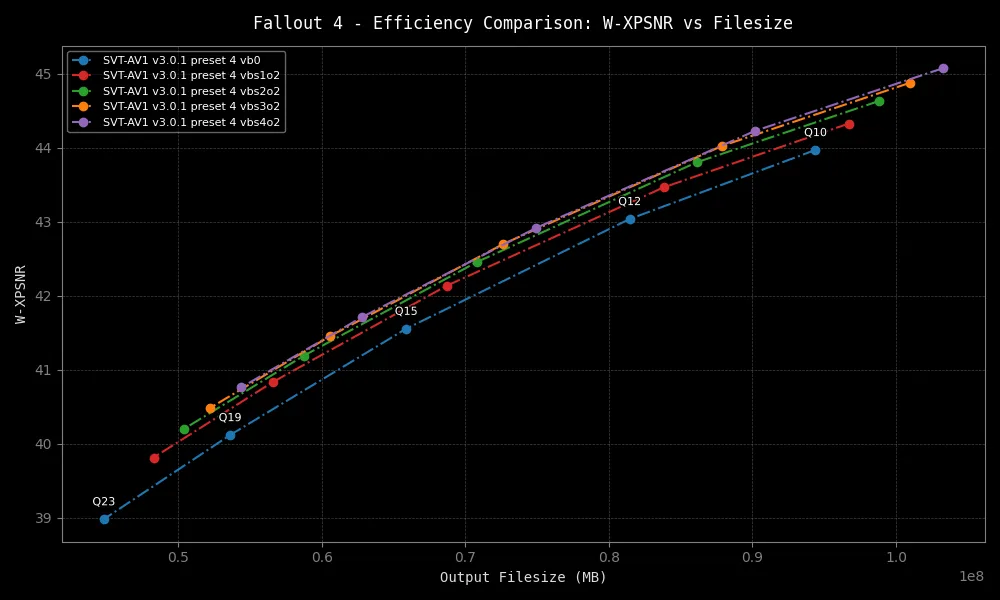 Fallout 4 - Efficiency Comparison: W-XPSNR vs Filesize
SVT-AV1 v3.0.1 preset 4 vb0
SVT-AV1 v3.0.1 preset 4 vbs1o2
SVT-AV1 v3.0.1 preset 4 vbs2o2
SVT-AV1 v3.0.1 preset 4 vbs3o2
SVT-AV1 v3.0.1 preset 4 vbs4o2
45
44
43
42
41
40
39
W-XPSNR
Q10
Q12
Q15
Q19
Q23
0.5 0.6 0.7 0.8 0.9 1.0
1e8
Output Filesize (MB)